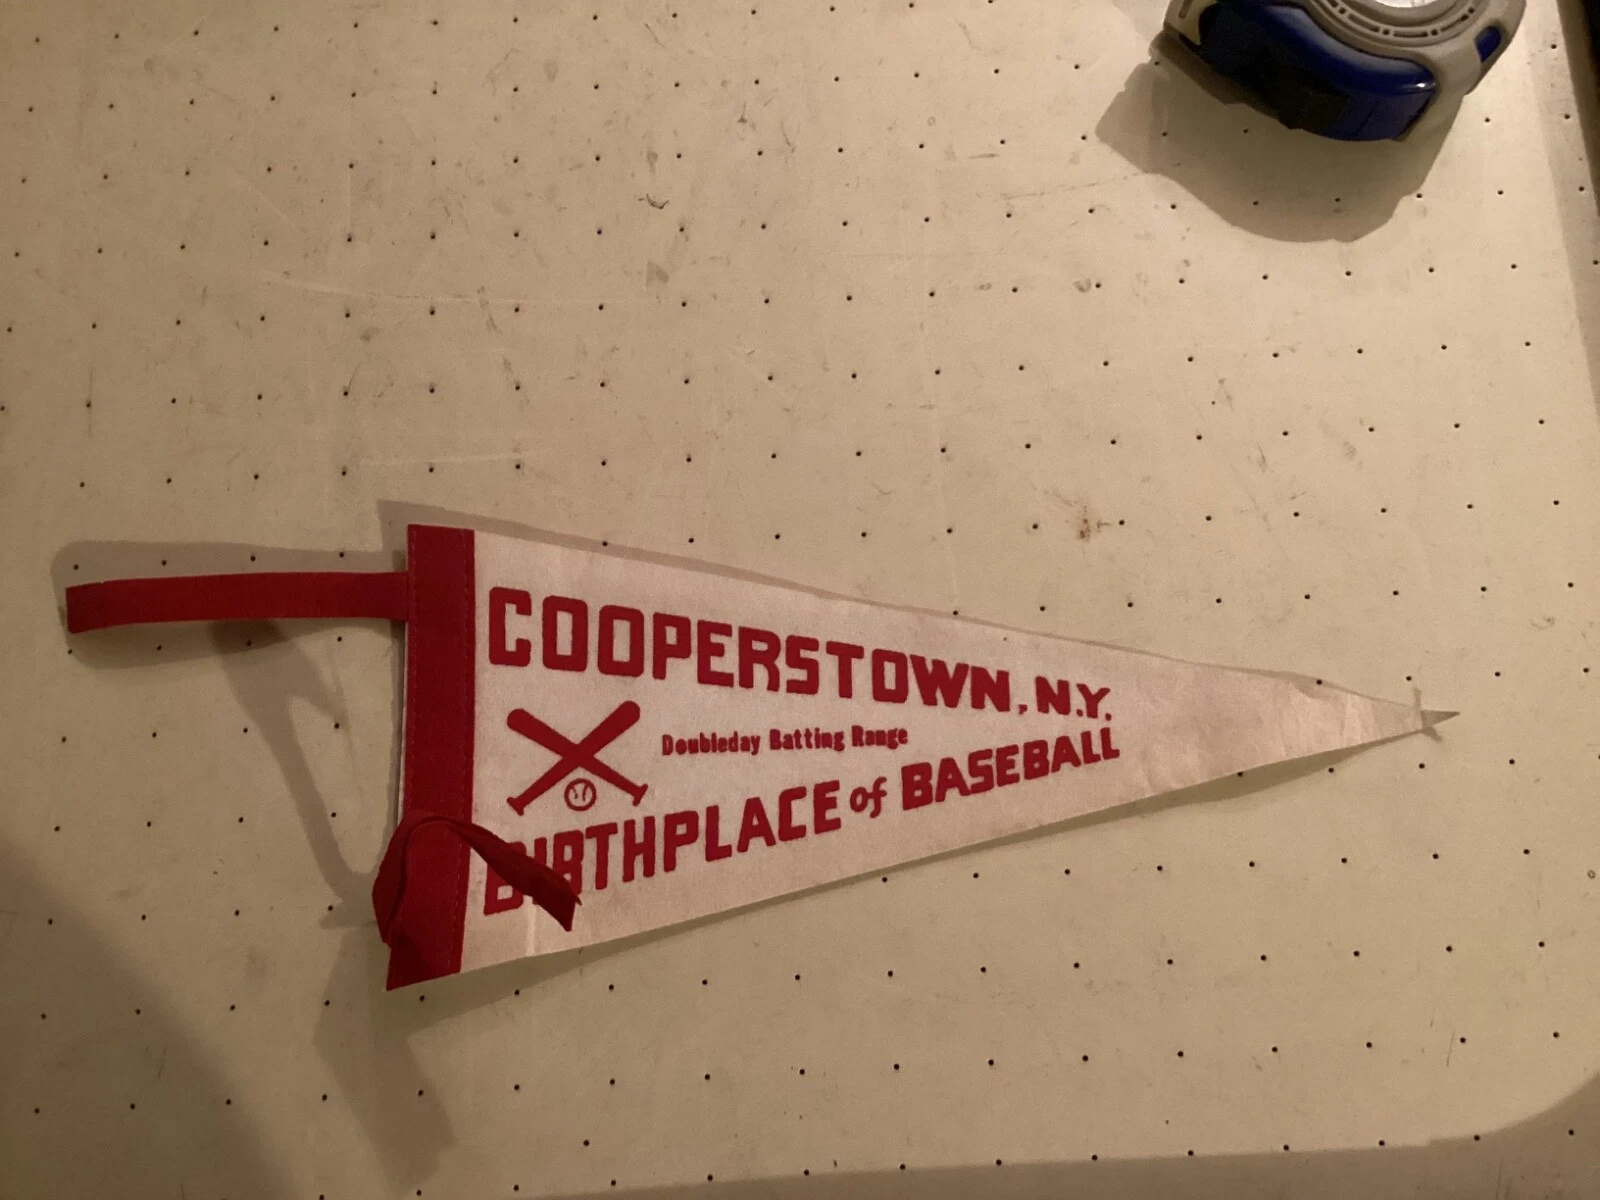 COOPERSTOWN, N.Y.
Doubleday Batting Range
BIRTHPLACE of BASEBALL